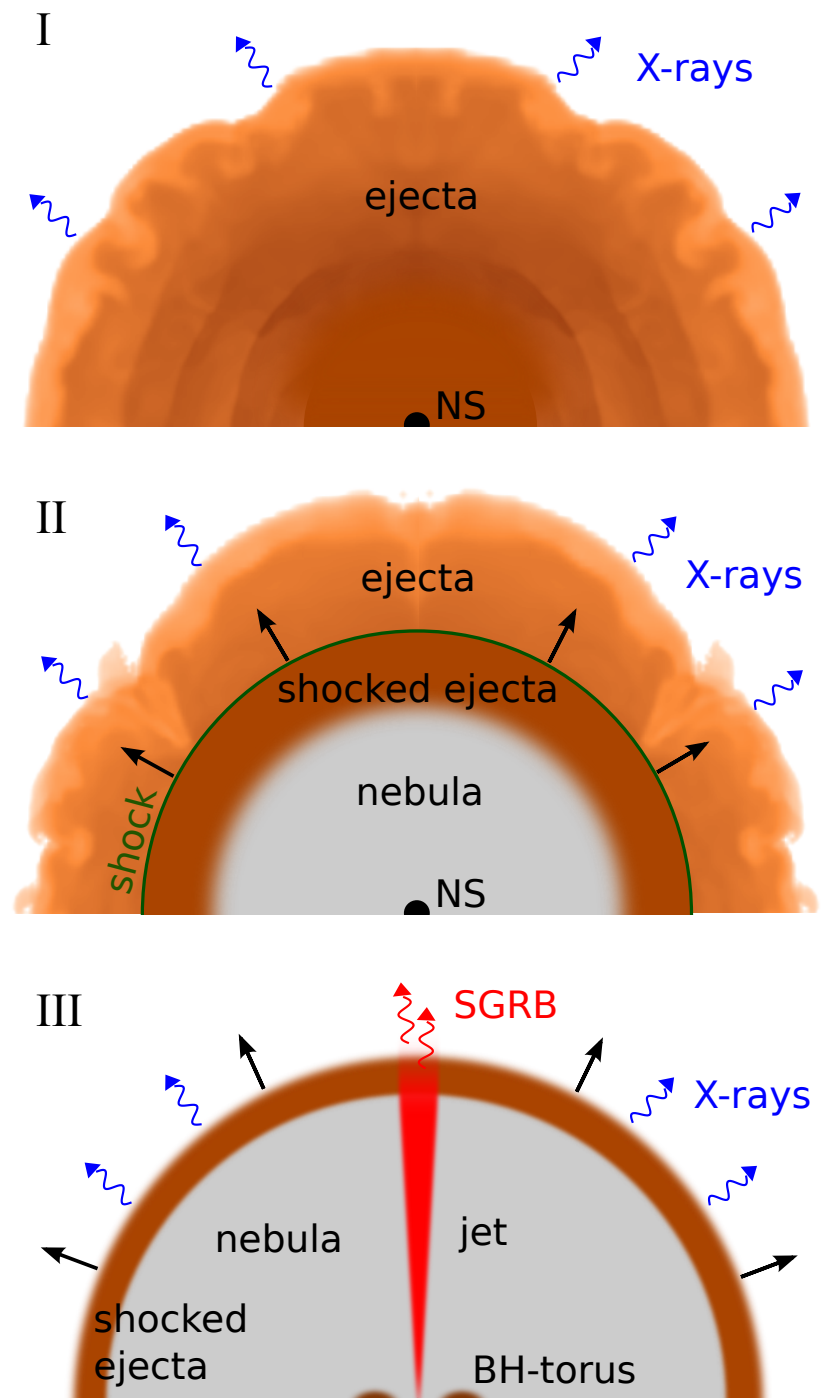 I
X-rays
ejecta
NS
II
ejecta
X-rays
shocked ejecta
nebula
shock
NS
III
SGRB
X-rays
nebula
jet
shocked
ejecta
BH-torus